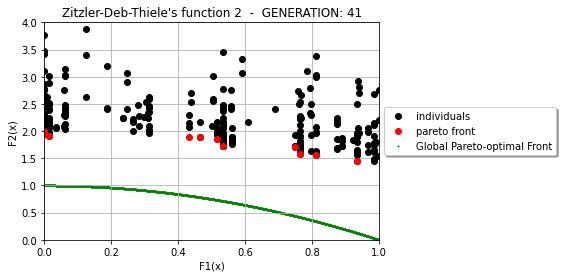 Zitzler-Deb-Thiele's function 2 - GENERATION: 41
F2(x)
4.0
3.5
3.0
2.5
2.0
1.5
1.0
0.5
0.0
0.0 0.2 0.4 0.6 0.8 1.0
F1(x)
individuals
pareto front
Global Pareto-optimal Front